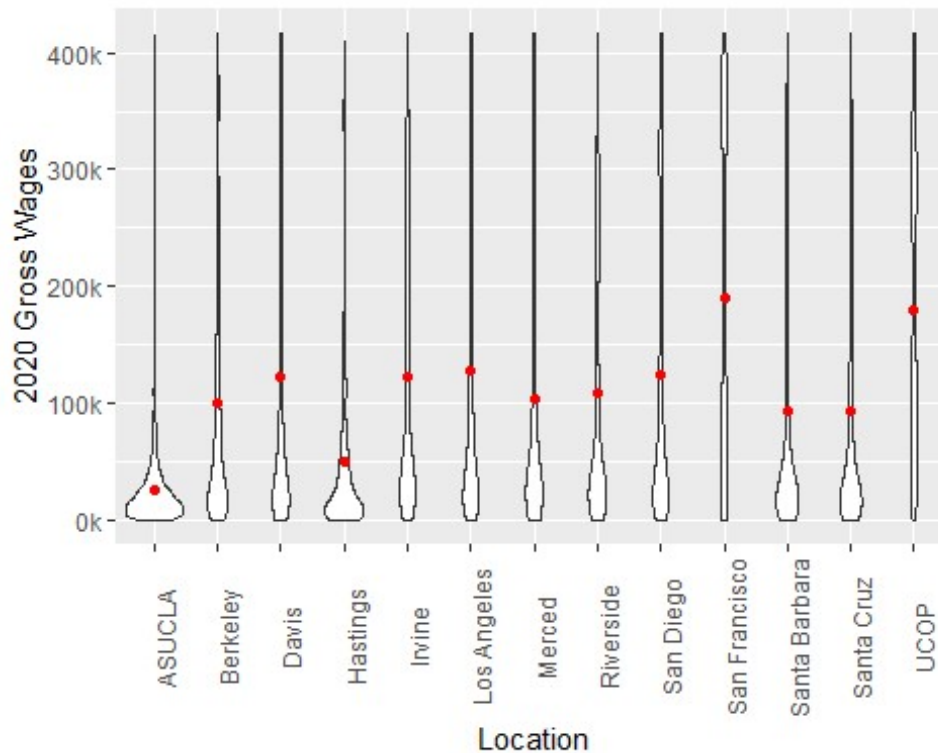 400k
300k
200k
100k
0k
2020 Gross Wages
ASUCLA
Berkeley
Davis
Hastings
Irvine
Los Angeles
Merced
Riverside
San Diego
San Francisco
Santa Barbara
Santa Cruz
UCOP
Location